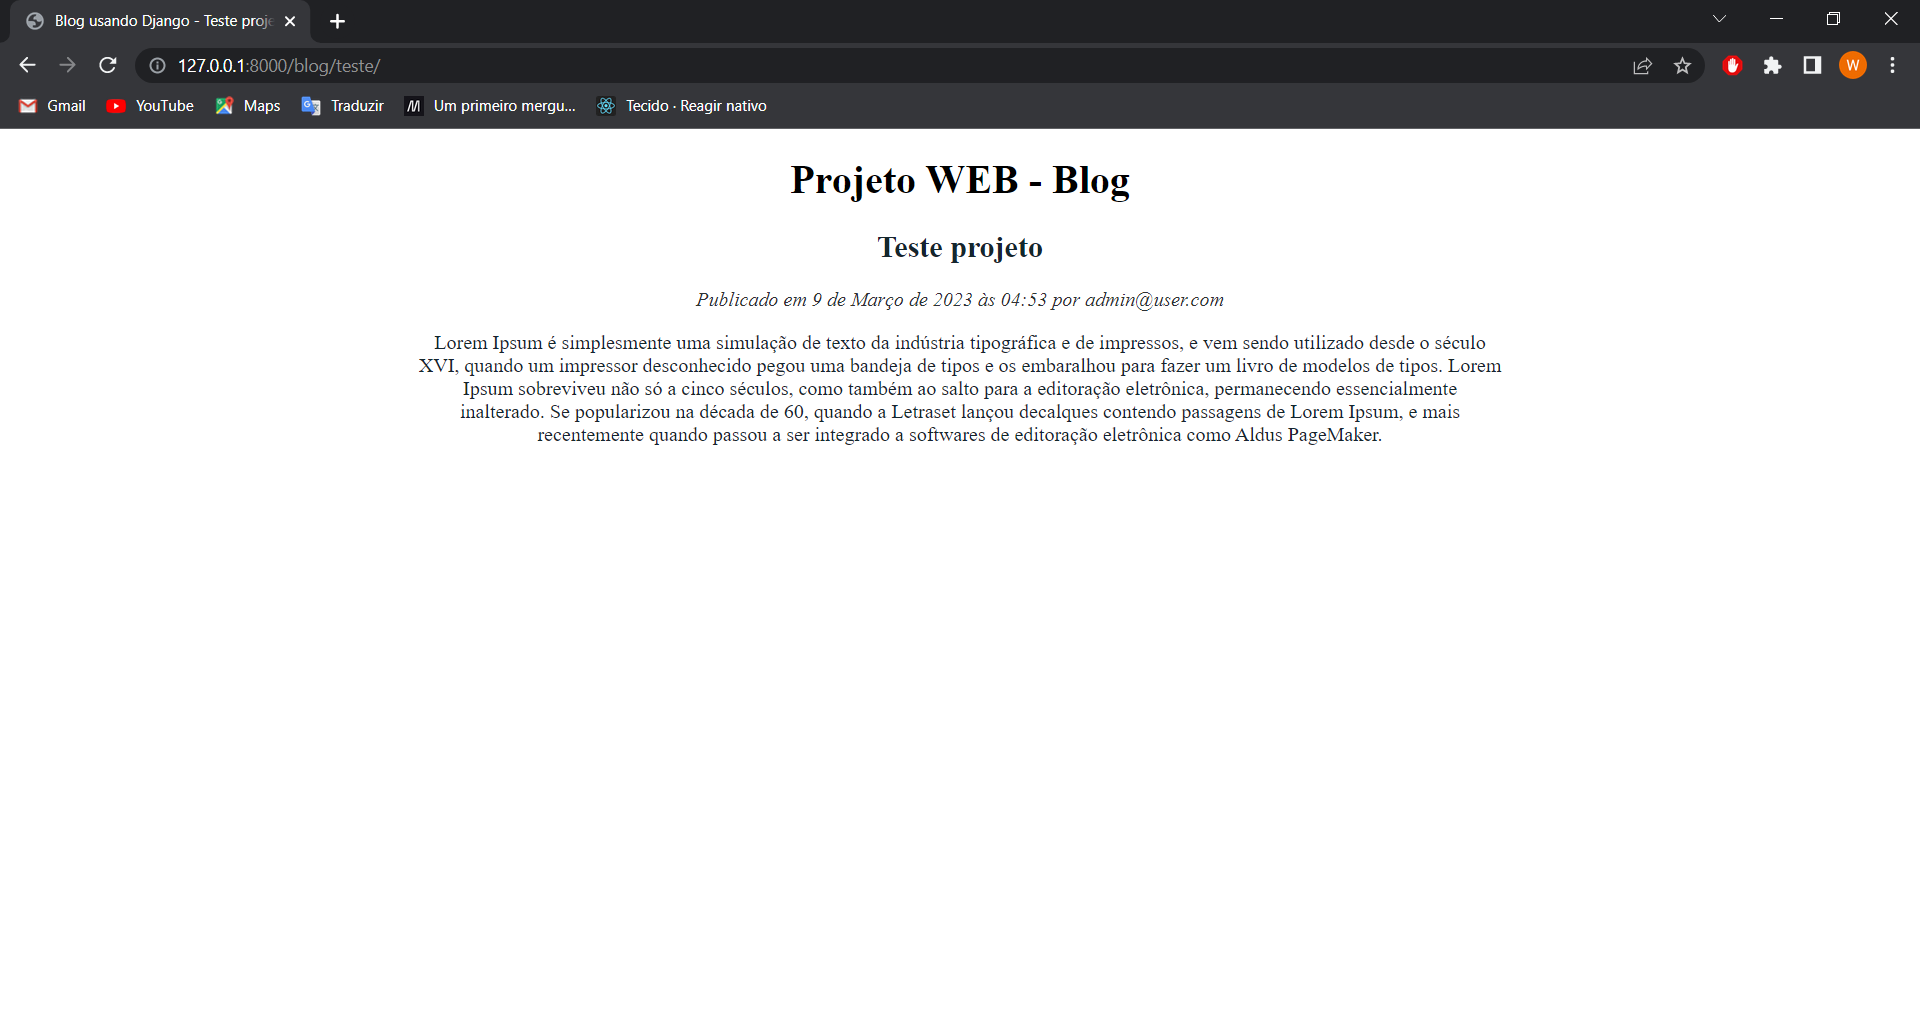 Blog usando Django - Teste proje
127.0.0.1:8000/blog/teste/
W
Gmail YouTube Maps Traduzir Um primeiro mergu... Tecido · Reagir nativo
Projeto WEB - Blog
Teste projeto
Publicado em 9 de Março de 2023 às 04:53 por admin@user.com
Lorem Ipsum é simplesmente uma simulação de texto da indústria tipográfica e de impressos, e vem sendo utilizado desde o século
XVI, quando um impressor desconhecido pegou uma bandeja de tipos e os embaralhou para fazer um livro de modelos de tipos. Lorem
Ipsum sobreviveu não só a cinco séculos, como também ao salto para a editoração eletrônica, permanecendo essencialmente
inalterado. Se popularizou na década de 60, quando a Letraset lançou decalques contendo passagens de Lorem Ipsum, e mais
recentemente quando passou a ser integrado a softwares de editoração eletrônica como Aldus PageMaker.